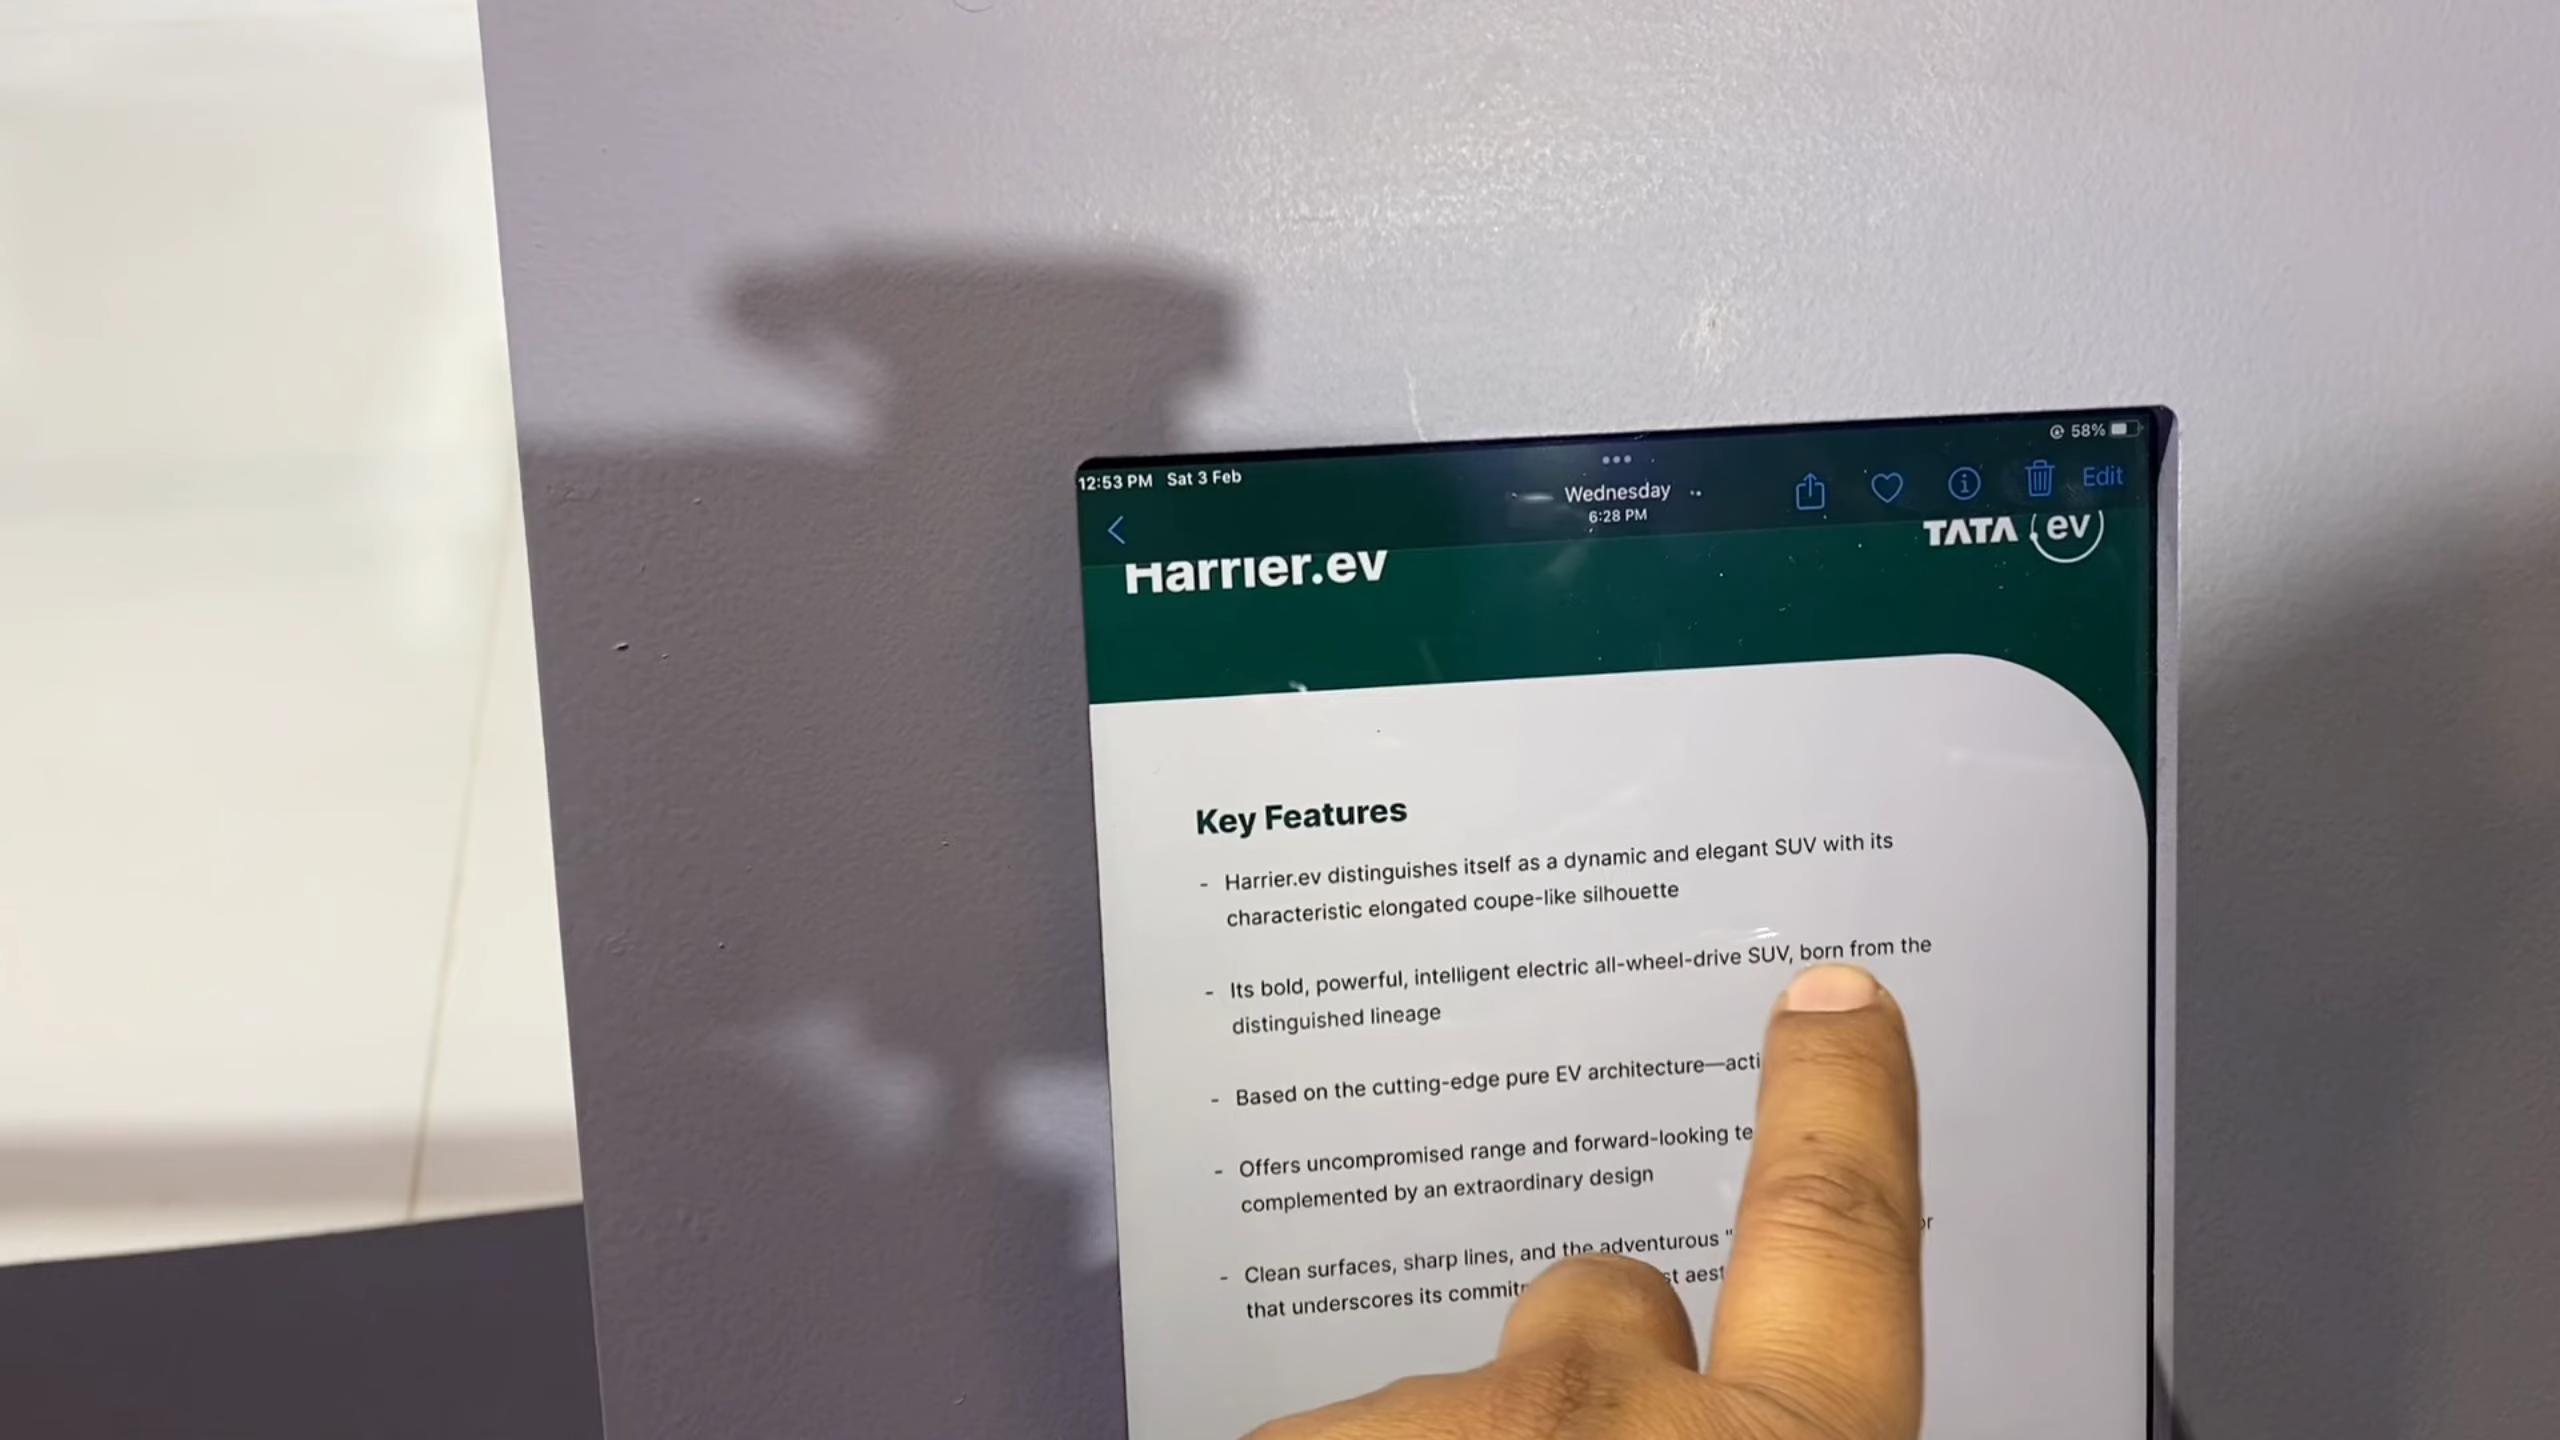 12:53 PM Sat 3 Feb
58%
Wednesday
6:28 PM
Edit
Harrier.ev
TATA .ev
Key Features
- Harrier.ev distinguishes itself as a dynamic and elegant SUV with its
characteristic elongated coupe-like silhouette
- Its bold, powerful, intelligent electric all-wheel-drive SUV, born from the
distinguished lineage
- Based on the cutting-edge pure EV architecture—
- Offers uncompromised range and forward-looking
complemented by an extraordinary design
- Clean surfaces, sharp lines, and the adventurous "
that underscores its